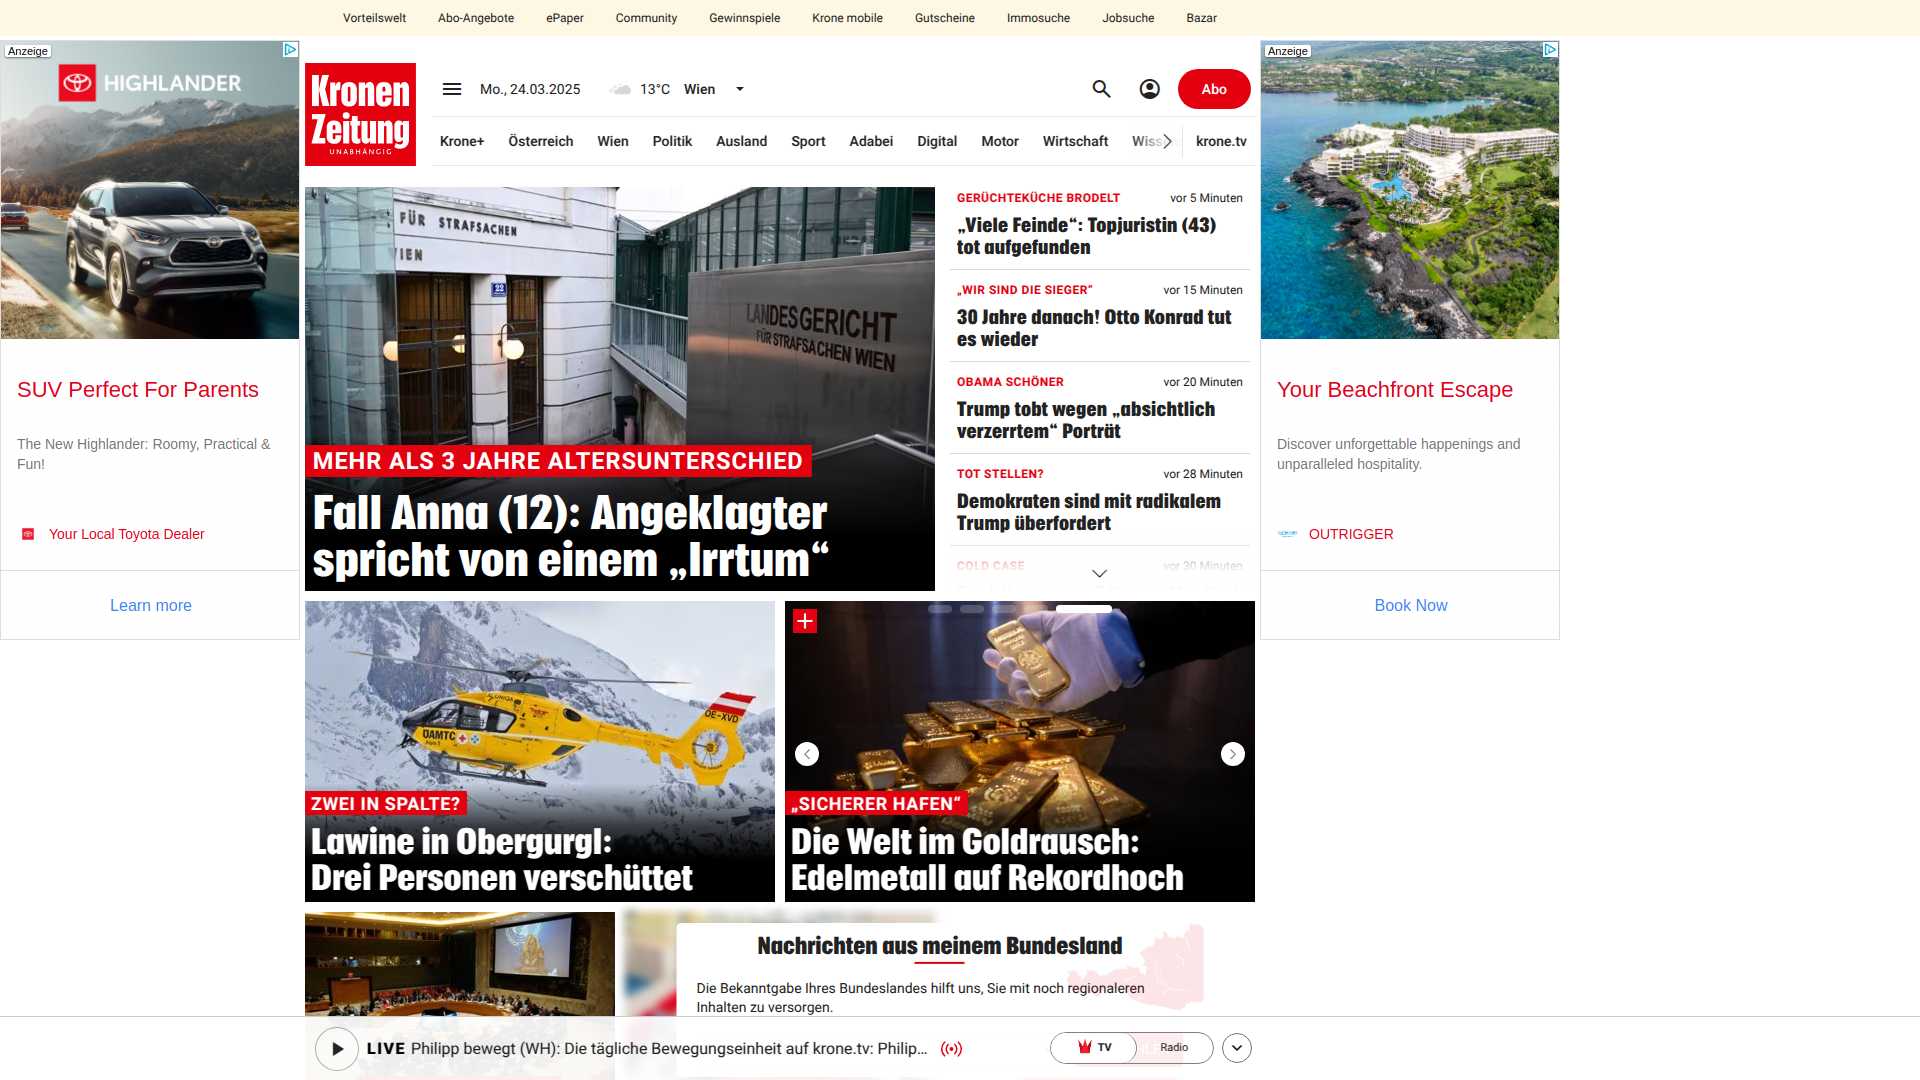 Vorteilswelt
Abo-Angebote
ePaper
Community
Gewinnspiele
Krone mobile
Gutscheine
Immosuche
Jobsuche
Bazar
Anzeige
HIGHLANDER
SUV Perfect For Parents
The New Highlander: Roomy, Practical &
Fun!
Your Local Toyota Dealer
Learn more
Kronen
Zeitung
UNABHÄNGIG
Mo., 24.03.2025
13°C
Wien
Abo
Krone+
Österreich
Wien
Politik
Ausland
Sport
Adabei
Digital
Motor
Wirtschaft
Wiss
krone.tv
FÜR STRAFSACHEN
WIEN
22
LANDESGERICHT
FÜR STRAFSACHEN WIEN
MEHR ALS 3 JAHRE ALTERSUNTERSCHIED
Fall Anna (12): Angeklagter
spricht von einem „Irrtum“
GERÜCHTEKÜCHE BRODELT
vor 5 Minuten
„Viele Feinde“: Topjuristin (43)
tot aufgefunden
„WIR SIND DIE SIEGER“
vor 15 Minuten
30 Jahre danach! Otto Konrad tut
es wieder
OBAMA SCHÖNER
vor 20 Minuten
Trump tobt wegen „absichtlich
verzerrtem“ Porträt
TOT STELLEN?
vor 28 Minuten
Demokraten sind mit radikalem
Trump überfordert
COLD CASE
vor 30 Minuten
Anzeige
Your Beachfront Escape
Discover unforgettable happenings and
unparalleled hospitality.
OUTRIGGER
Book Now
UNIQA
ÖAMTC
OE-XVD
ZWEI IN SPALTE?
Lawine in Obergurgl:
Drei Personen verschüttet
„SICHERER HAFEN“
Die Welt im Goldrausch:
Edelmetall auf Rekordhoch
Nachrichten aus meinem Bundesland
Die Bekanntgabe Ihres Bundeslandes hilft uns, Sie mit noch regionaleren
Inhalten zu versorgen.
LIVE Philipp bewegt (WH): Die tägliche Bewegungseinheit auf krone.tv: Philip...
TV
Radio